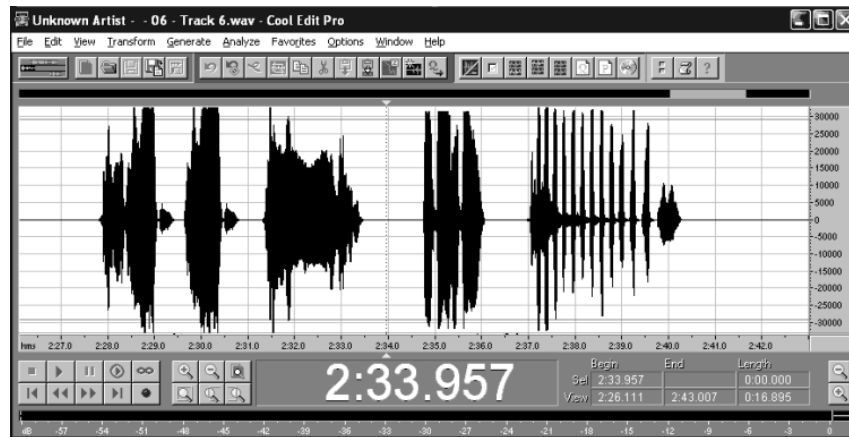 Unknown Artist - - 06 - Track 6.wav - Cool Edit Pro
File Edit View Transform Generate Analyze Favorites Options Window Help
30000
25000
20000
15000
10000
5000
0
-5000
-10000
-15000
-20000
-25000
-30000
hms 2:27.0 2:28.0 2:29.0 2:30.0 2:31.0 2:32.0 2:33.0 2:34.0 2:35.0 2:36.0 2:37.0 2:38.0 2:39.0 2:40.0 2:41.0 2:42.0
2:33.957
Begin End Length
Sel 2:33.957 0:00.000
View 2:26.111 2:43.007 0:16.895
dB -57 -54 -51 -48 -45 -42 -39 -36 -33 -30 -27 -24 -21 -18 -15 -12 -9 -6 -3 0